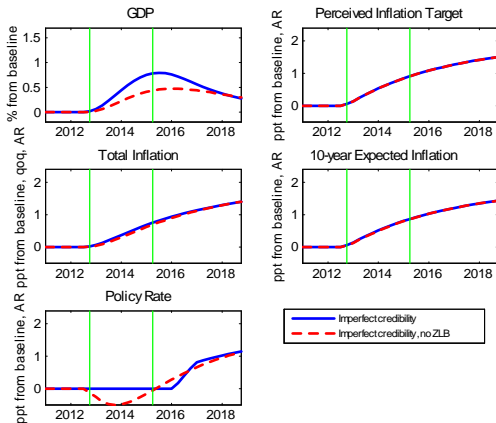 GDP
% from baseline
1.5
1
0.5
0
2012 2014 2016 2018
Perceived Inflation Target
ppt from baseline, AR
2
1
0
2012 2014 2016 2018
Total Inflation
ppt from baseline, qoq, AR
2
1
0
2012 2014 2016 2018
10-year Expected Inflation
ppt from baseline, AR
2
1
0
2012 2014 2016 2018
Policy Rate
ppt from baseline, AR
2
1
0
2012 2014 2016 2018
Imperfect credibility
Imperfect credibility, no ZLB